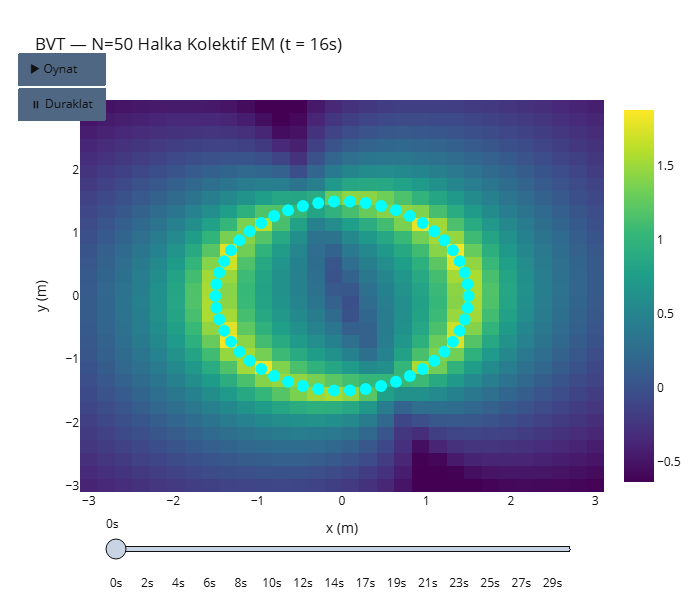 BVT — N=50 Halka Kolektif EM (t = 16s)
▶ Oynat
⏸ Duraklat
2
1
0
−1
−2
−3
y (m)
−3 −2 −1 0 1 2 3
x (m)
1.5
1
0.5
0
−0.5
0s
0s 2s 4s 6s 8s 10s 12s 14s 17s 19s 21s 23s 25s 27s 29s